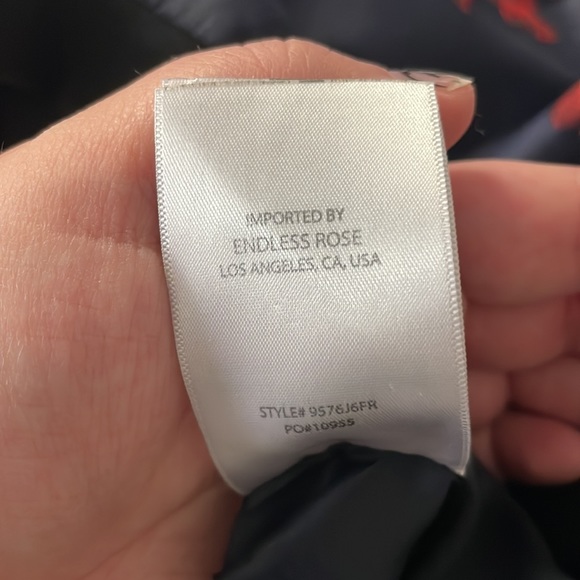 IMPORTED BY
ENDLESS ROSE
LOS ANGELES, CA, USA
STYLE# 9576J6FR
PO#10955